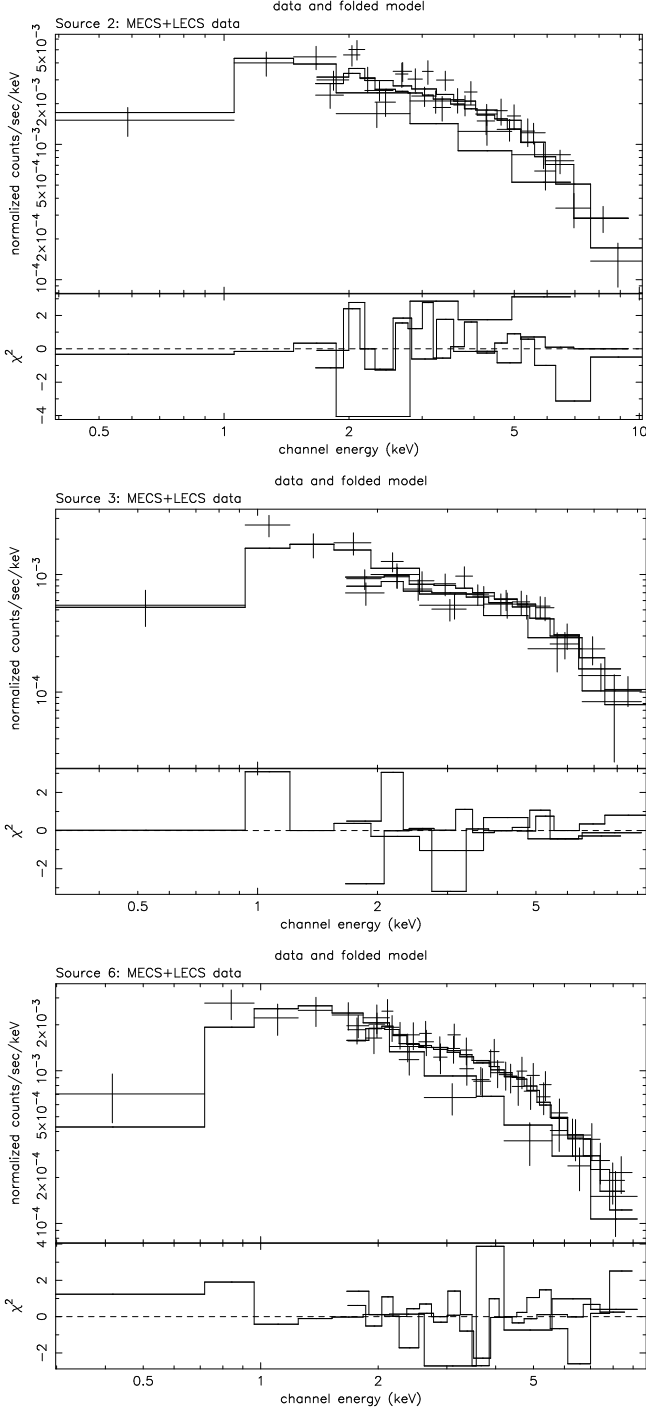 data and folded model
Source 2: MECS+LECS data
normalized counts/sec/keV
10⁻⁴ 2×10⁻⁴ 5×10⁻⁴ 10⁻³ 2×10⁻³ 5×10⁻³
χ²
2
0
−2
−4
0.5 1 2 5 10
channel energy (keV)
data and folded model
Source 3: MECS+LECS data
normalized counts/sec/keV
10⁻⁴ 10⁻³
χ²
2
0
−2
0.5 1 2 5
channel energy (keV)
data and folded model
Source 6: MECS+LECS data
normalized counts/sec/keV
10⁻⁴ 2×10⁻⁴ 5×10⁻⁴ 10⁻³ 2×10⁻³
χ²
4
2
0
−2
0.5 1 2 5
channel energy (keV)